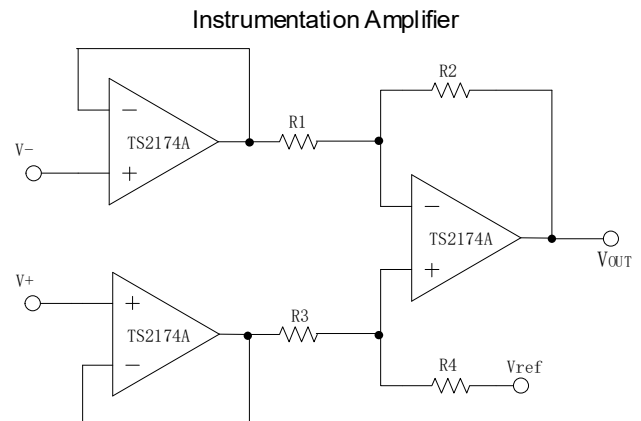 Instrumentation Amplifier
R2
R1
−
TS2174A
V-
+
−
TS2174A
+
VOUT
V+
+
R3
TS2174A
−
R4
Vref